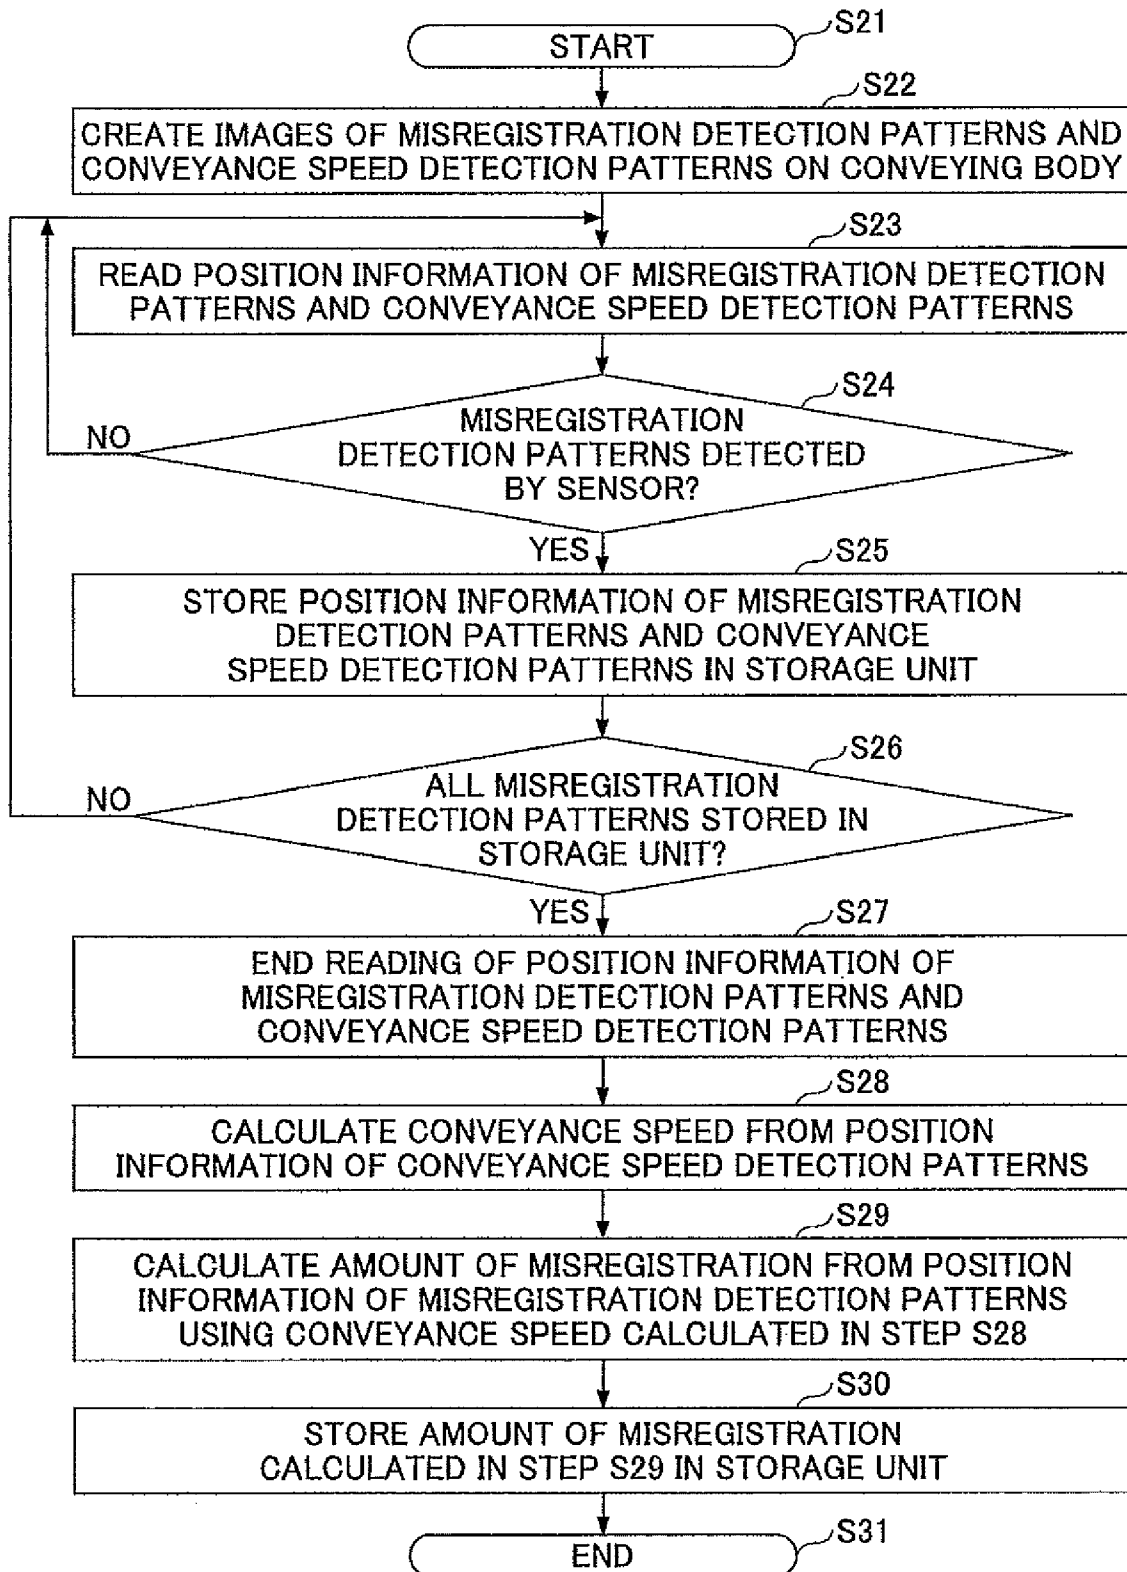 S21
START
S22
CREATE IMAGES OF MISREGISTRATION DETECTION PATTERNS AND
CONVEYANCE SPEED DETECTION PATTERNS ON CONVEYING BODY
S23
READ POSITION INFORMATION OF MISREGISTRATION DETECTION
PATTERNS AND CONVEYANCE SPEED DETECTION PATTERNS
S24
MISREGISTRATION
DETECTION PATTERNS DETECTED
BY SENSOR?
NO
YES
S25
STORE POSITION INFORMATION OF MISREGISTRATION
DETECTION PATTERNS AND CONVEYANCE
SPEED DETECTION PATTERNS IN STORAGE UNIT
S26
ALL MISREGISTRATION
DETECTION PATTERNS STORED IN
STORAGE UNIT?
NO
YES
S27
END READING OF POSITION INFORMATION OF
MISREGISTRATION DETECTION PATTERNS AND
CONVEYANCE SPEED DETECTION PATTERNS
S28
CALCULATE CONVEYANCE SPEED FROM POSITION
INFORMATION OF CONVEYANCE SPEED DETECTION PATTERNS
S29
CALCULATE AMOUNT OF MISREGISTRATION FROM POSITION
INFORMATION OF MISREGISTRATION DETECTION PATTERNS
USING CONVEYANCE SPEED CALCULATED IN STEP S28
S30
STORE AMOUNT OF MISREGISTRATION
CALCULATED IN STEP S29 IN STORAGE UNIT
S31
END